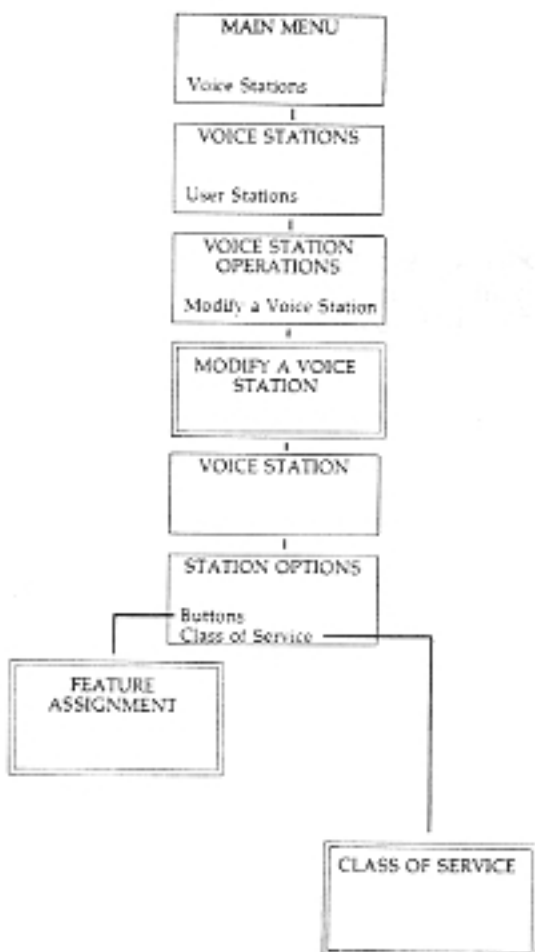 MAIN MENU
Voice Stations
VOICE STATIONS
User Stations
VOICE STATION
OPERATIONS
Modify a Voice Station
MODIFY A VOICE
STATION
VOICE STATION
STATION OPTIONS
Buttons
Class of Service
FEATURE
ASSIGNMENT
CLASS OF SERVICE